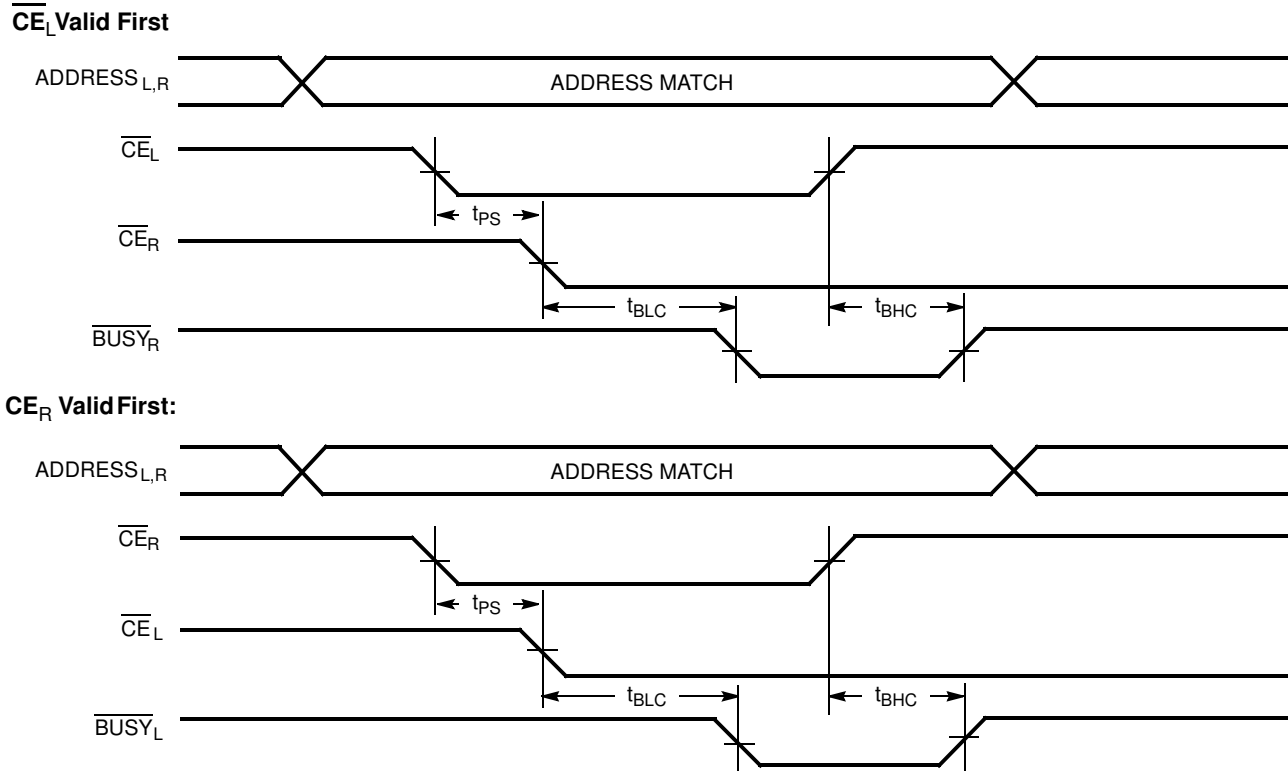 CE_L Valid First
ADDRESS_L,R
ADDRESS MATCH
CE_L
t_PS
CE_R
t_BLC
t_BHC
BUSY_R
CE_R Valid First:
ADDRESS_L,R
ADDRESS MATCH
CE_R
t_PS
CE_L
t_BLC
t_BHC
BUSY_L